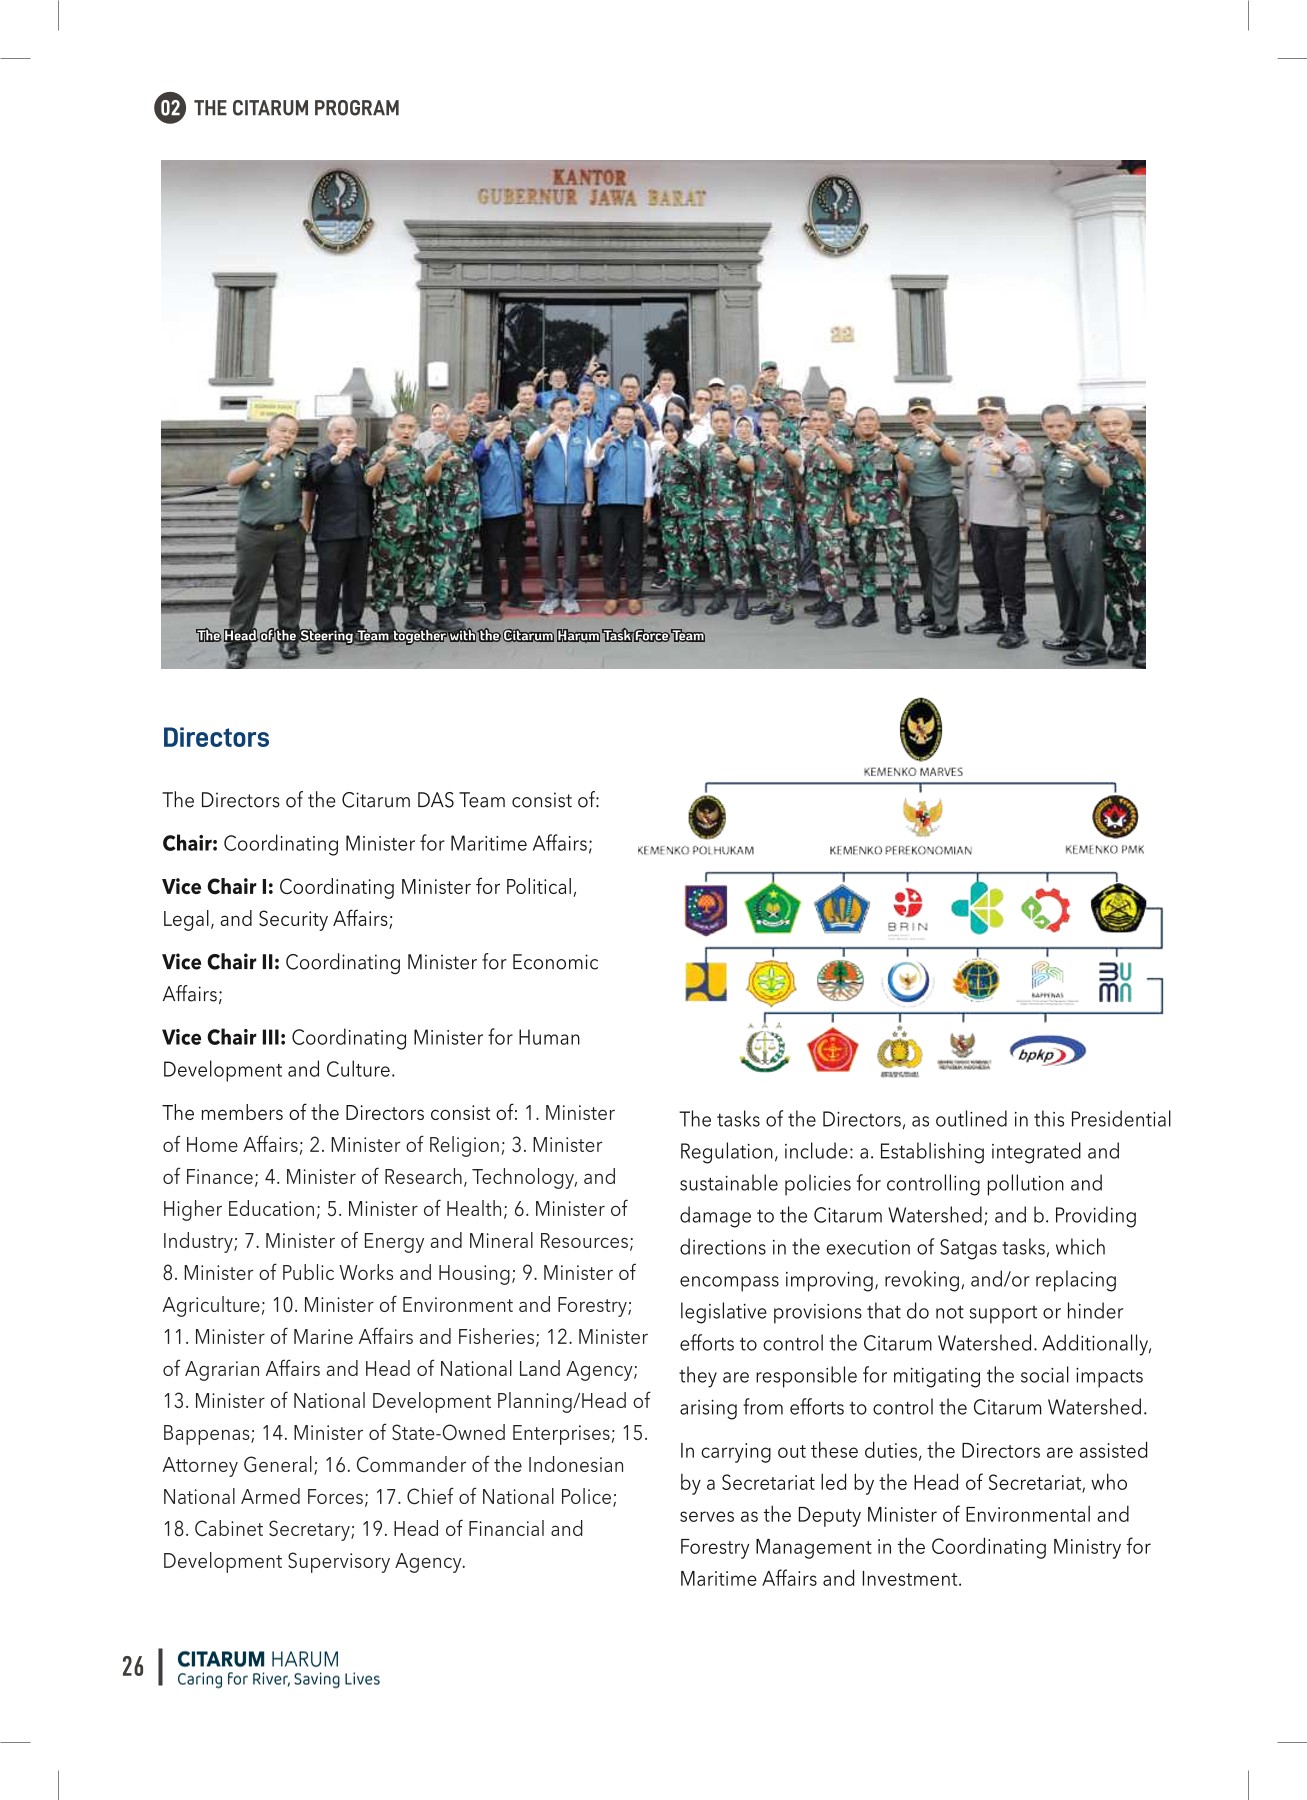 02 THE CITARUM PROGRAM
KANTOR
GUBERNUR JAWA BARAT
22
The Head of the Steering Team together with the Citarum Harum Task Force Team
Directors
The Directors of the Citarum DAS Team consist of:
Chair: Coordinating Minister for Maritime Affairs;
Vice Chair I: Coordinating Minister for Political,
Legal, and Security Affairs;
Vice Chair II: Coordinating Minister for Economic
Affairs;
Vice Chair III: Coordinating Minister for Human
Development and Culture.
The members of the Directors consist of: 1. Minister
of Home Affairs; 2. Minister of Religion; 3. Minister
of Finance; 4. Minister of Research, Technology, and
Higher Education; 5. Minister of Health; 6. Minister of
Industry; 7. Minister of Energy and Mineral Resources;
8. Minister of Public Works and Housing; 9. Minister of
Agriculture; 10. Minister of Environment and Forestry;
11. Minister of Marine Affairs and Fisheries; 12. Minister
of Agrarian Affairs and Head of National Land Agency;
13. Minister of National Development Planning/Head of
Bappenas; 14. Minister of State-Owned Enterprises; 15.
Attorney General; 16. Commander of the Indonesian
National Armed Forces; 17. Chief of National Police;
18. Cabinet Secretary; 19. Head of Financial and
Development Supervisory Agency.
KEMENKO MARVES
KEMENKO POLHUKAM
KEMENKO PEREKONOMIAN
KEMENKO PMK
BRIN
PU
BAPPENAS
BUMN
REPUBLIK INDONESIA
bpkp
The tasks of the Directors, as outlined in this Presidential
Regulation, include: a. Establishing integrated and
sustainable policies for controlling pollution and
damage to the Citarum Watershed; and b. Providing
directions in the execution of Satgas tasks, which
encompass improving, revoking, and/or replacing
legislative provisions that do not support or hinder
efforts to control the Citarum Watershed. Additionally,
they are responsible for mitigating the social impacts
arising from efforts to control the Citarum Watershed.
In carrying out these duties, the Directors are assisted
by a Secretariat led by the Head of Secretariat, who
serves as the Deputy Minister of Environmental and
Forestry Management in the Coordinating Ministry for
Maritime Affairs and Investment.
26
CITARUM HARUM
Caring for River, Saving Lives